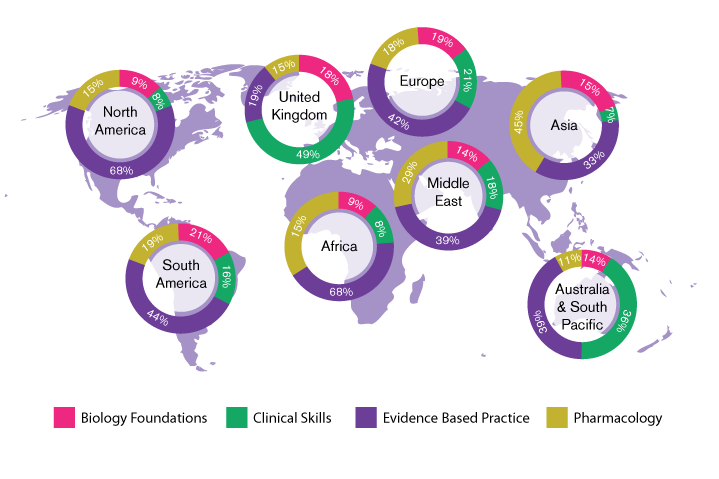 North
America
9%
8%
68%
15%
United
Kingdom
18%
49%
19%
15%
Europe
19%
21%
42%
18%
Asia
15%
7%
33%
45%
Middle
East
14%
18%
39%
29%
Africa
9%
8%
68%
15%
South
America
21%
16%
44%
19%
Australia
& South
Pacific
14%
36%
39%
11%
Biology Foundations
Clinical Skills
Evidence Based Practice
Pharmacology